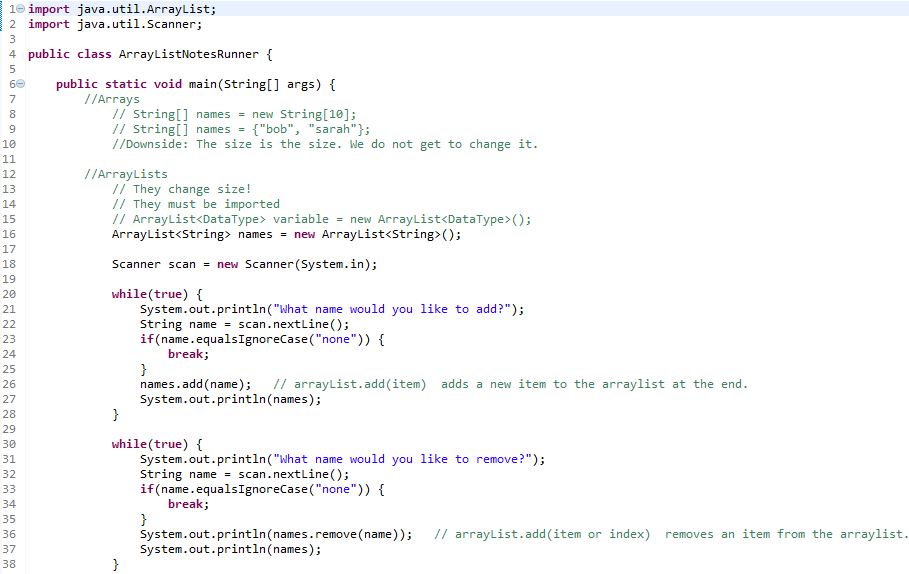 1 import java.util.ArrayList;
2 import java.util.Scanner;
3
4 public class ArrayListNotesRunner {
5
6     public static void main(String[] args) {
7         //Arrays
8             // String[] names = new String[10];
9             // String[] names = {"bob", "sarah"};
10             //Downside: The size is the size. We do not get to change it.
11
12         //ArrayLists
13             // They change size!
14             // They must be imported
15             // ArrayList<DataType> variable = new ArrayList<DataType>();
16             ArrayList<String> names = new ArrayList<String>();
17
18             Scanner scan = new Scanner(System.in);
19
20             while(true) {
21                 System.out.println("What name would you like to add?");
22                 String name = scan.nextLine();
23                 if(name.equalsIgnoreCase("none")) {
24                     break;
25                 }
26                 names.add(name);   // arrayList.add(item)  adds a new item to the arraylist at the end.
27                 System.out.println(names);
28             }
29
30             while(true) {
31                 System.out.println("What name would you like to remove?");
32                 String name = scan.nextLine();
33                 if(name.equalsIgnoreCase("none")) {
34                     break;
35                 }
36                 System.out.println(names.remove(name));   // arrayList.add(item or index)  removes an item from the arraylist.
37                 System.out.println(names);
38             }